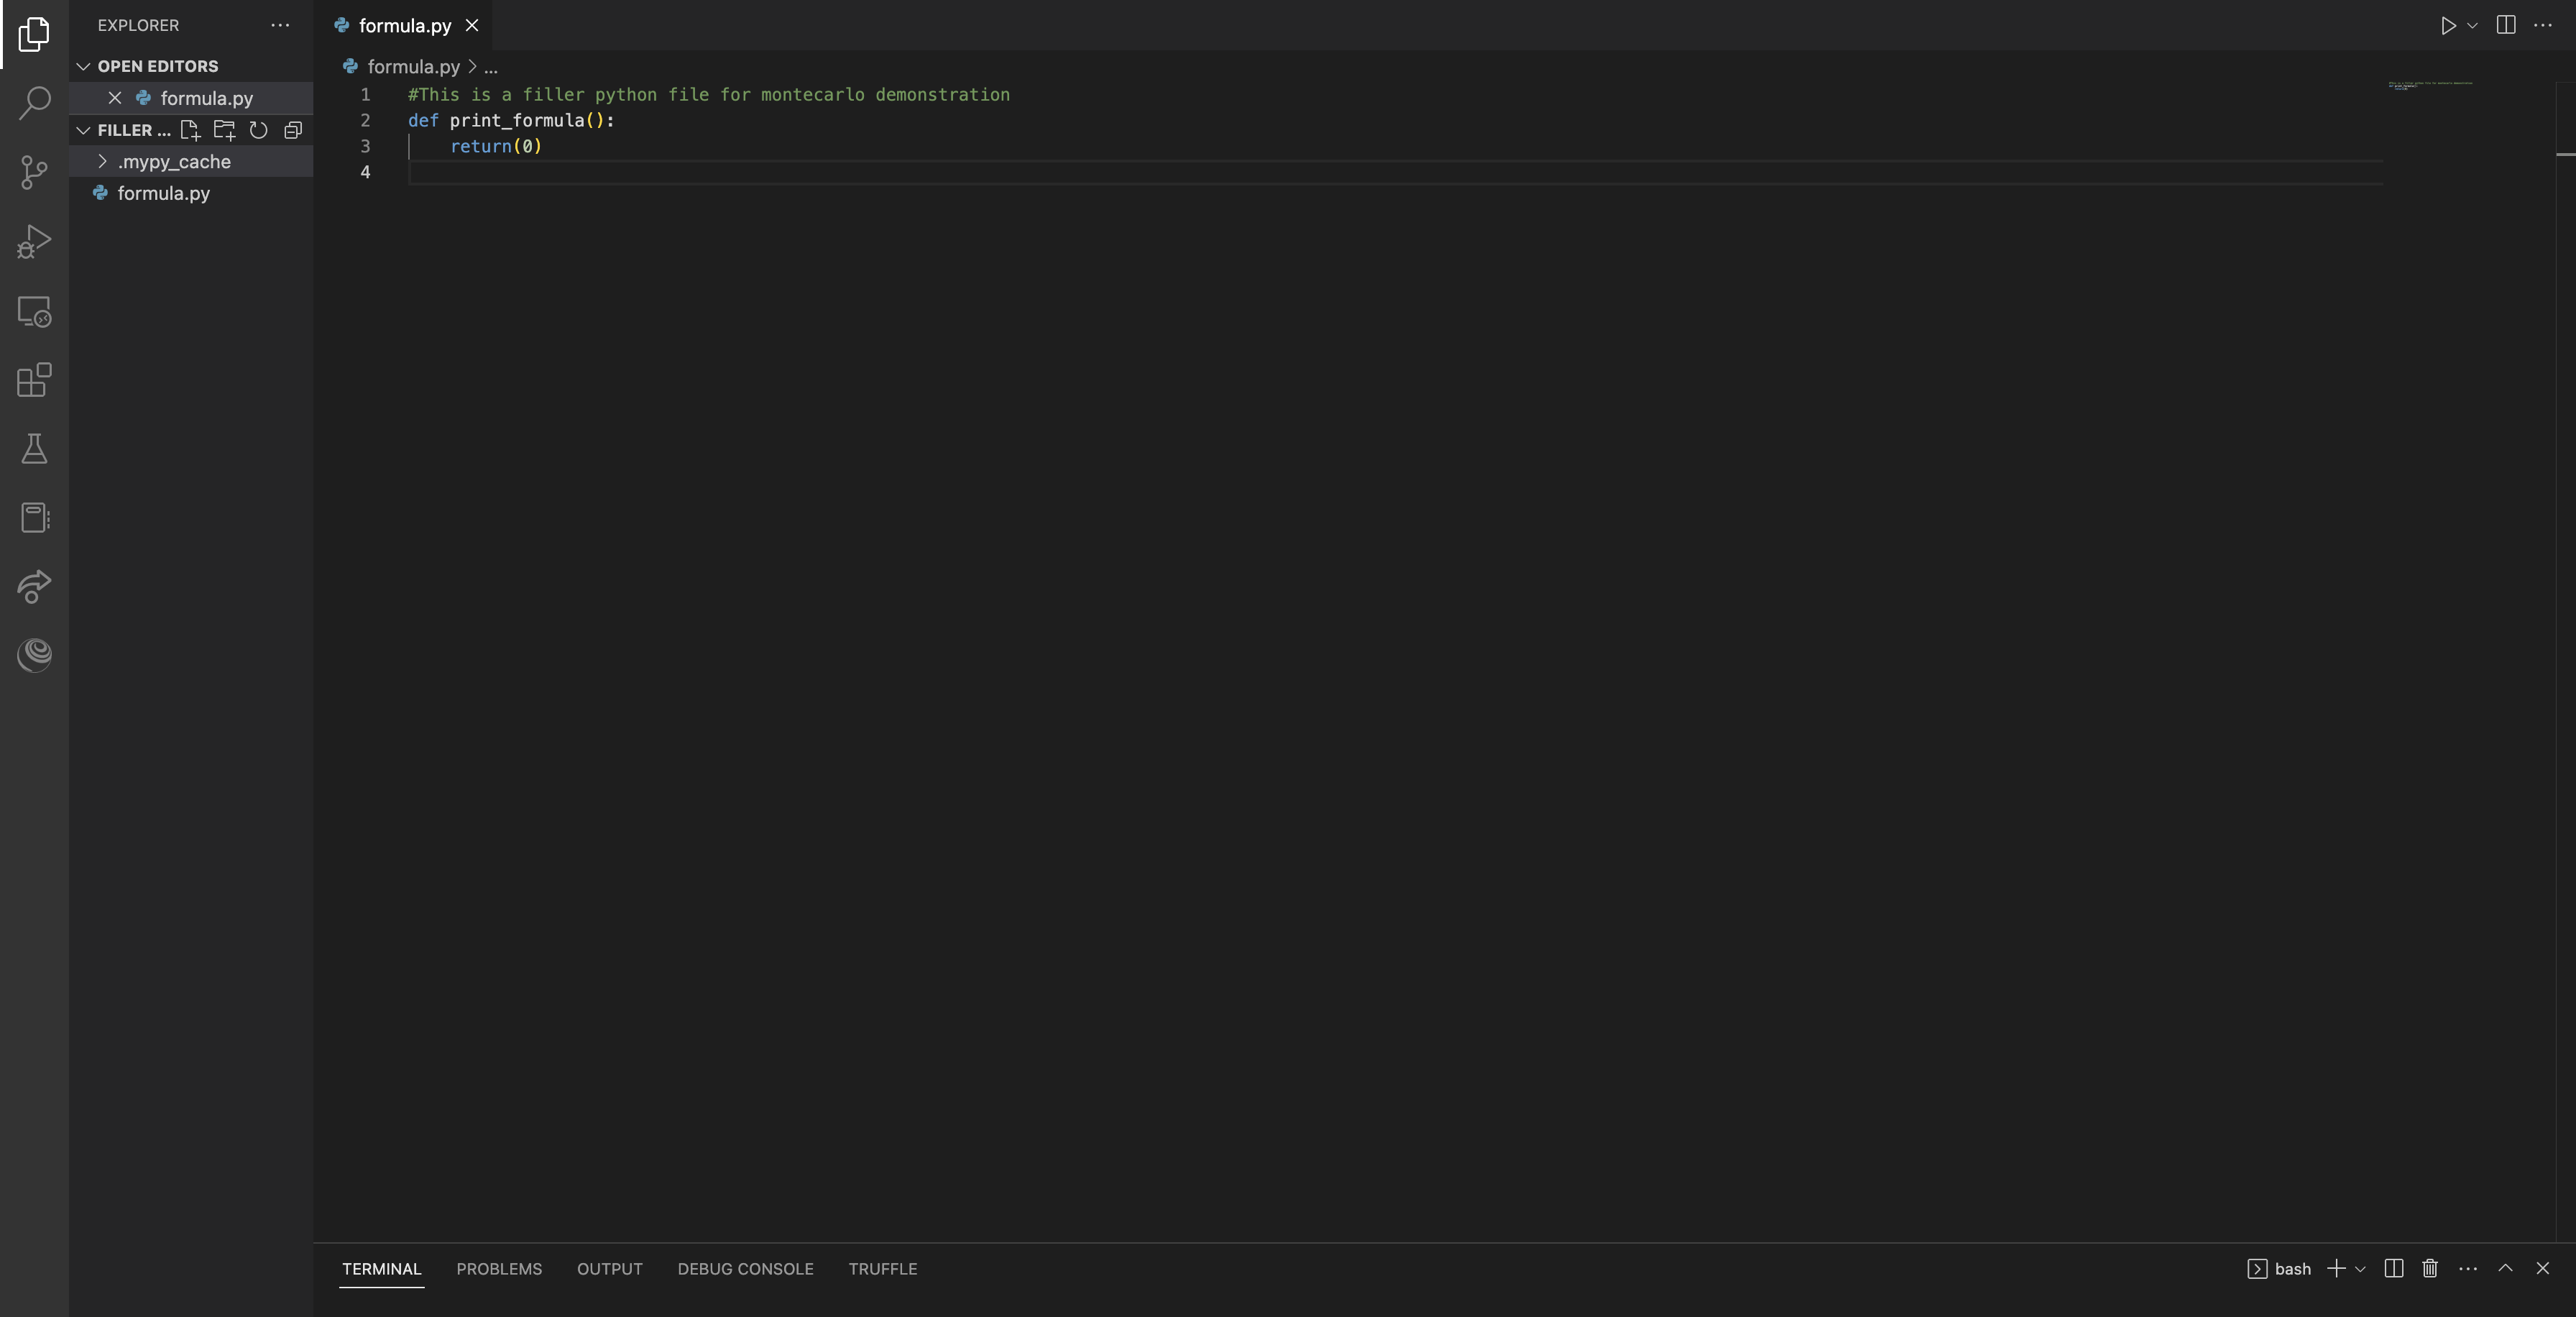 EXPLORER
OPEN EDITORS
formula.py
FILLER ...
.mypy_cache
formula.py
formula.py
formula.py > ...
1 #This is a filler python file for montecarlo demonstration
2 def print_formula():
3     return(0)
4
TERMINAL PROBLEMS OUTPUT DEBUG CONSOLE TRUFFLE
bash